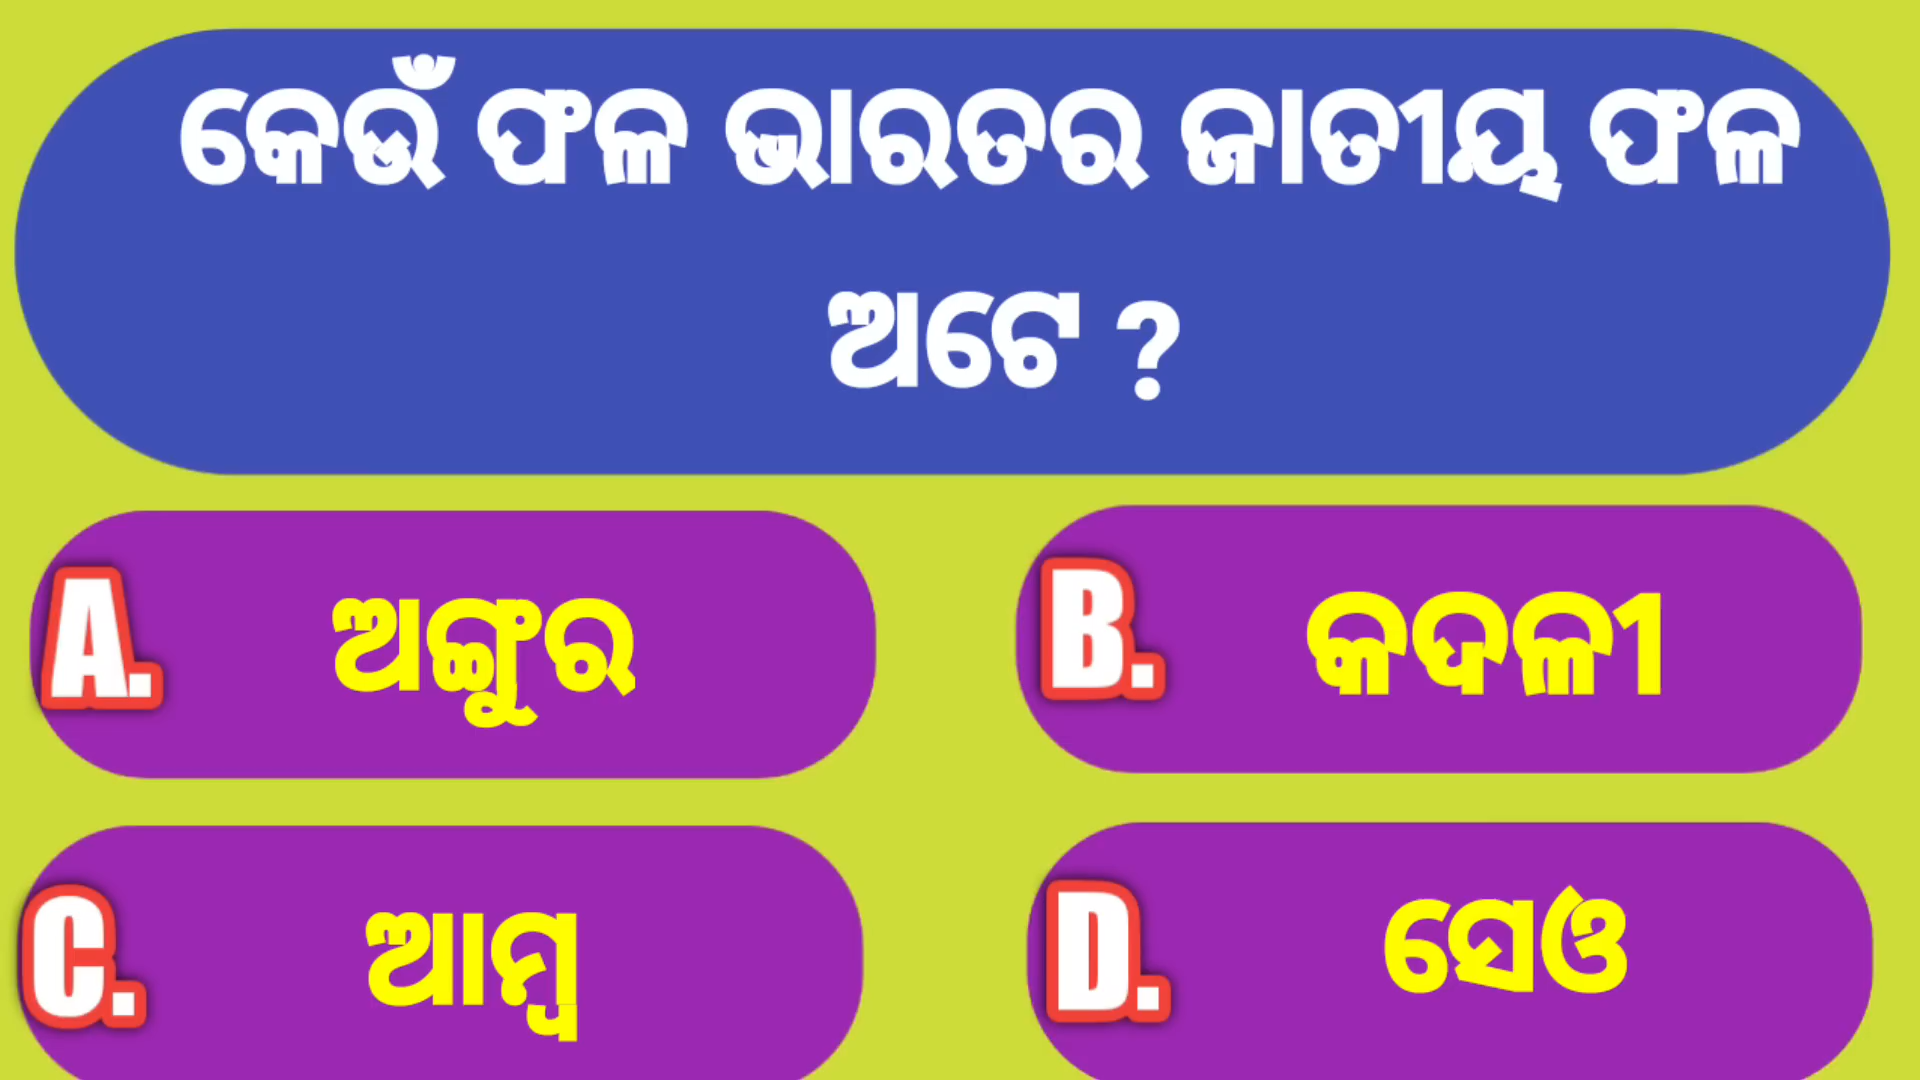 କେଉଁ ଫଳ ଭାରତର ଜାତୀୟ ଫଳ
ଅଟେ ?
A. ଅଙ୍ଗୁର
B. କଦଳୀ
C. ଆମ୍ବ
D. ସେଓ